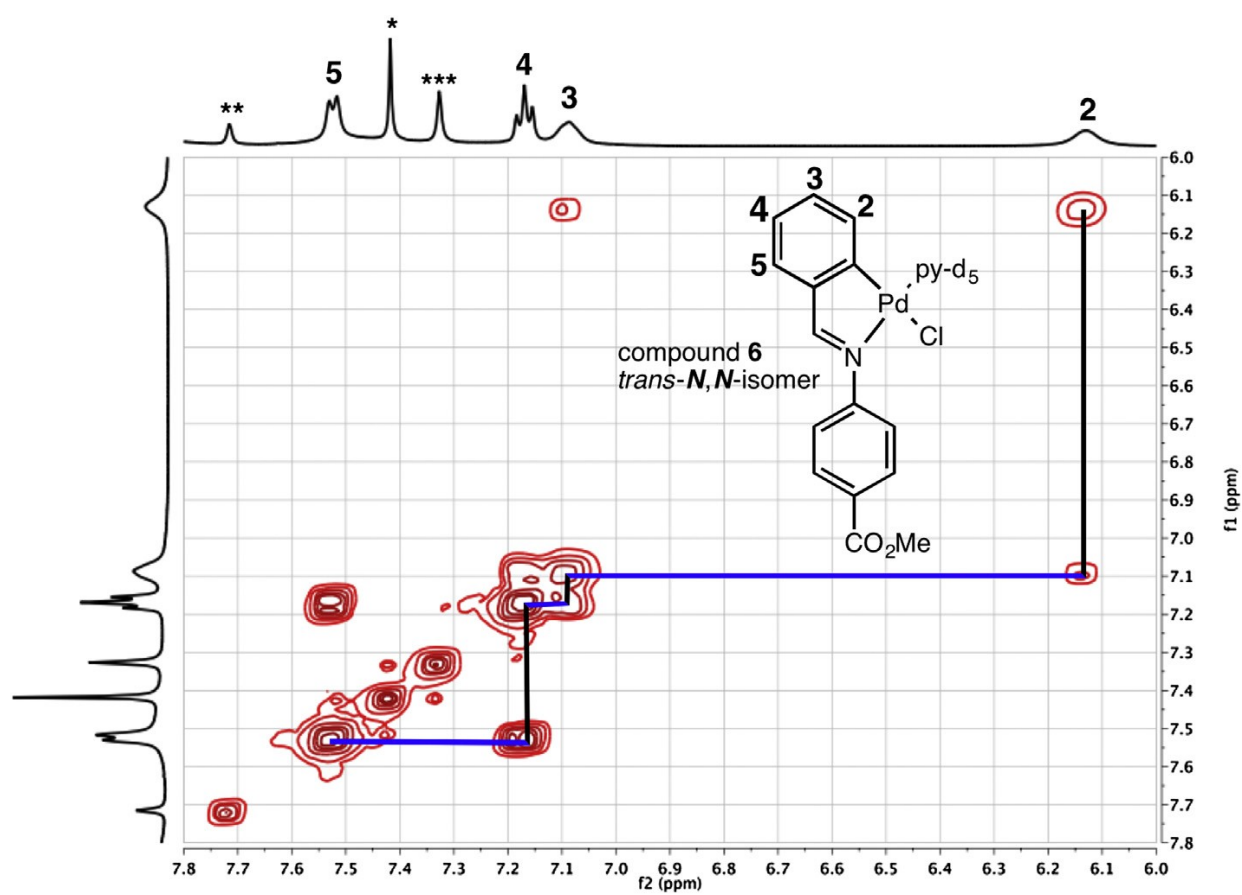 ** 5 * *** 4 3 2
6.0
6.1
6.2
6.3
6.4
6.5
6.6
6.7
6.8
6.9
7.0
7.1
7.2
7.3
7.4
7.5
7.6
7.7
7.8
f1 (ppm)
3
4 2
5
py-d5
Pd
Cl
N
compound 6
trans-N,N-isomer
CO2Me
7.8 7.7 7.6 7.5 7.4 7.3 7.2 7.1 7.0 6.9 6.8 6.7 6.6 6.5 6.4 6.3 6.2 6.1 6.0
f2 (ppm)